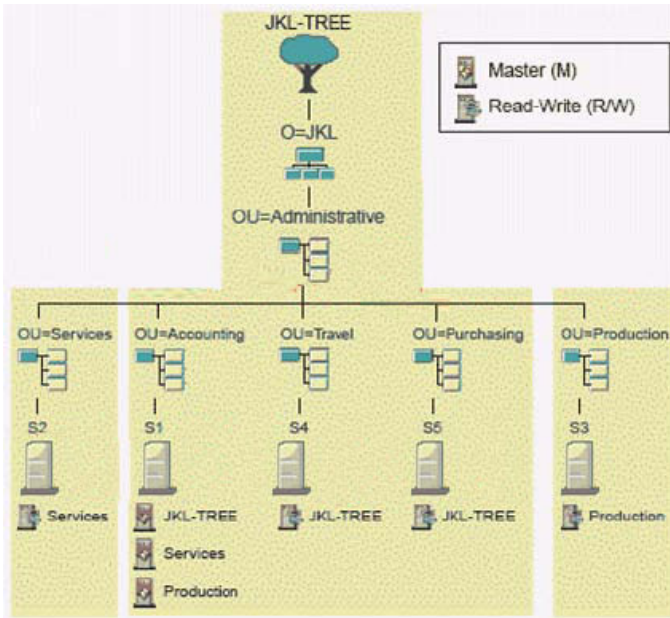 JKL-TREE
Master (M)
Read-Write (R/W)
O=JKL
OU=Administrative
OU=Services OU=Accounting OU=Travel OU=Purchasing OU=Production
S2 S1 S4 S5 S3
Services JKL-TREE JKL-TREE JKL-TREE Production
Services
Production